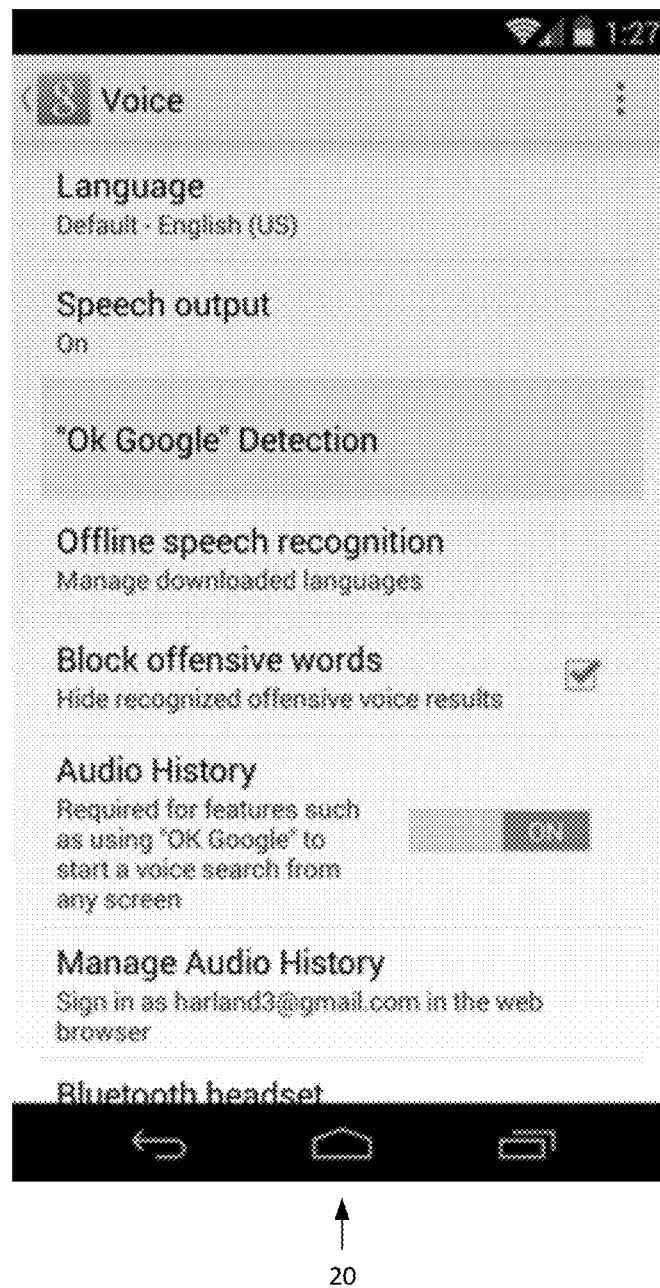 1:27
Voice
Language
Default - English (US)
Speech output
On
"Ok Google" Detection
Offline speech recognition
Manage downloaded languages
Block offensive words
Hide recognized offensive voice results
Audio History
Required for features such
as using "OK Google" to
start a voice search from
any screen
ON
Manage Audio History
Sign in as harland3@gmail.com in the web
browser
Bluetooth headset
20